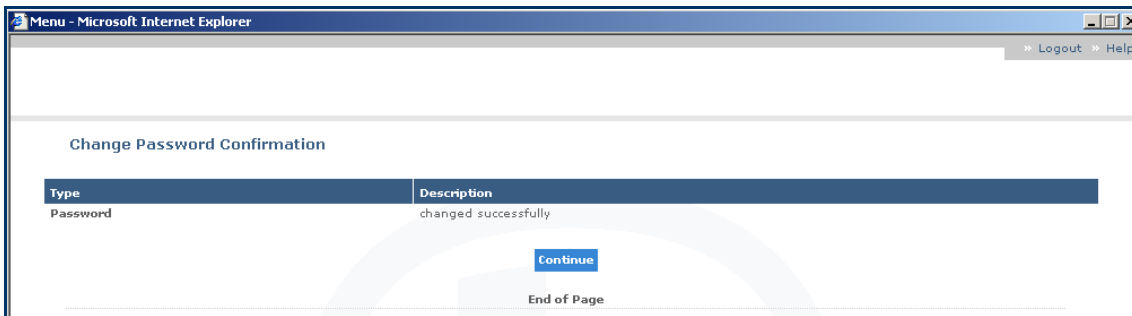 Menu - Microsoft Internet Explorer
» Logout » Help
Change Password Confirmation
Type Description
Password changed successfully
Continue
End of Page